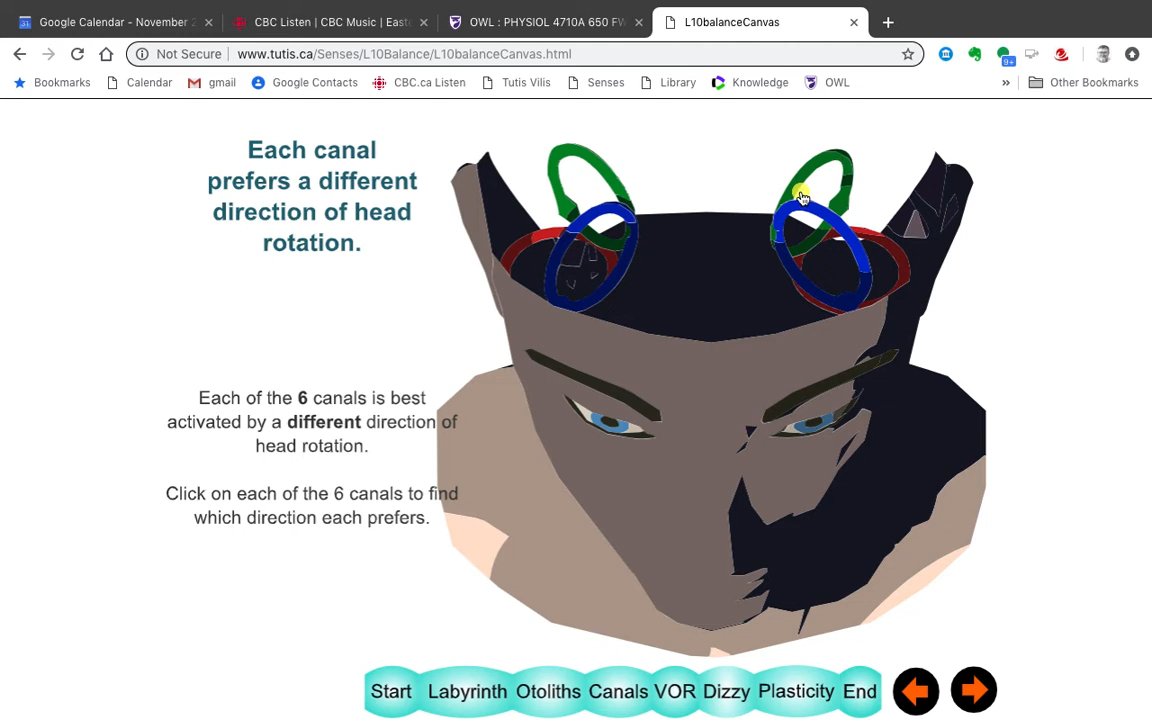 Google Calendar - November 2
CBC Listen | CBC Music | Easte
OWL : PHYSIOL 4710A 650 FW
L10balanceCanvas
Not Secure
www.tutis.ca/Senses/L10Balance/L10balanceCanvas.html
9+
Bookmarks
Calendar
gmail
Google Contacts
CBC.ca Listen
Tutis Vilis
Senses
Library
Knowledge
OWL
»
Other Bookmarks
Each canal
prefers a different
direction of head
rotation.
Each of the 6 canals is best
activated by a different direction of
head rotation.
Click on each of the 6 canals to find
which direction each prefers.
Start
Labyrinth
Otoliths
Canals
VOR
Dizzy
Plasticity
End